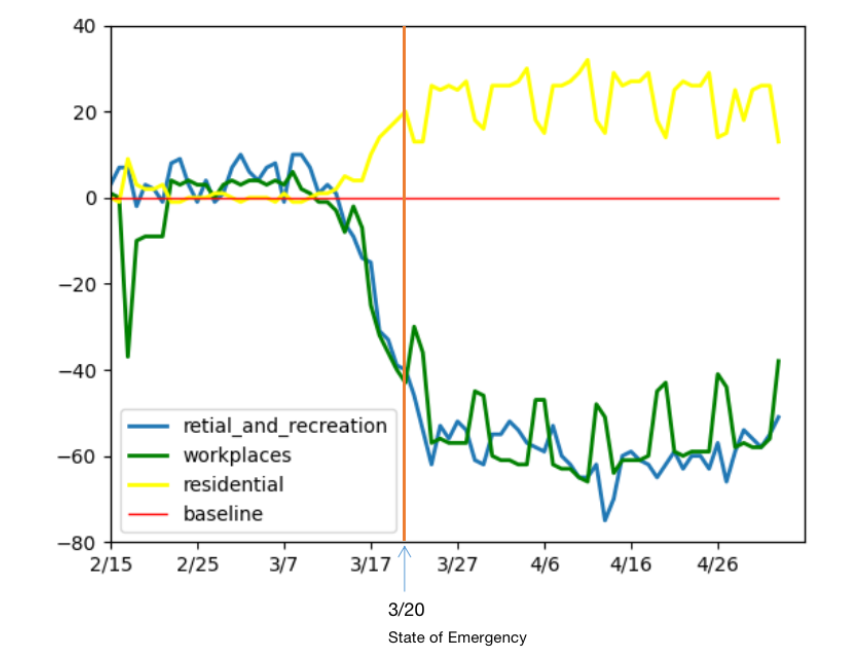 40
20
0
−20
−40
−60
−80
retial_and_recreation
workplaces
residential
baseline
2/15 2/25 3/7 3/17 3/27 4/6 4/16 4/26
3/20
State of Emergency